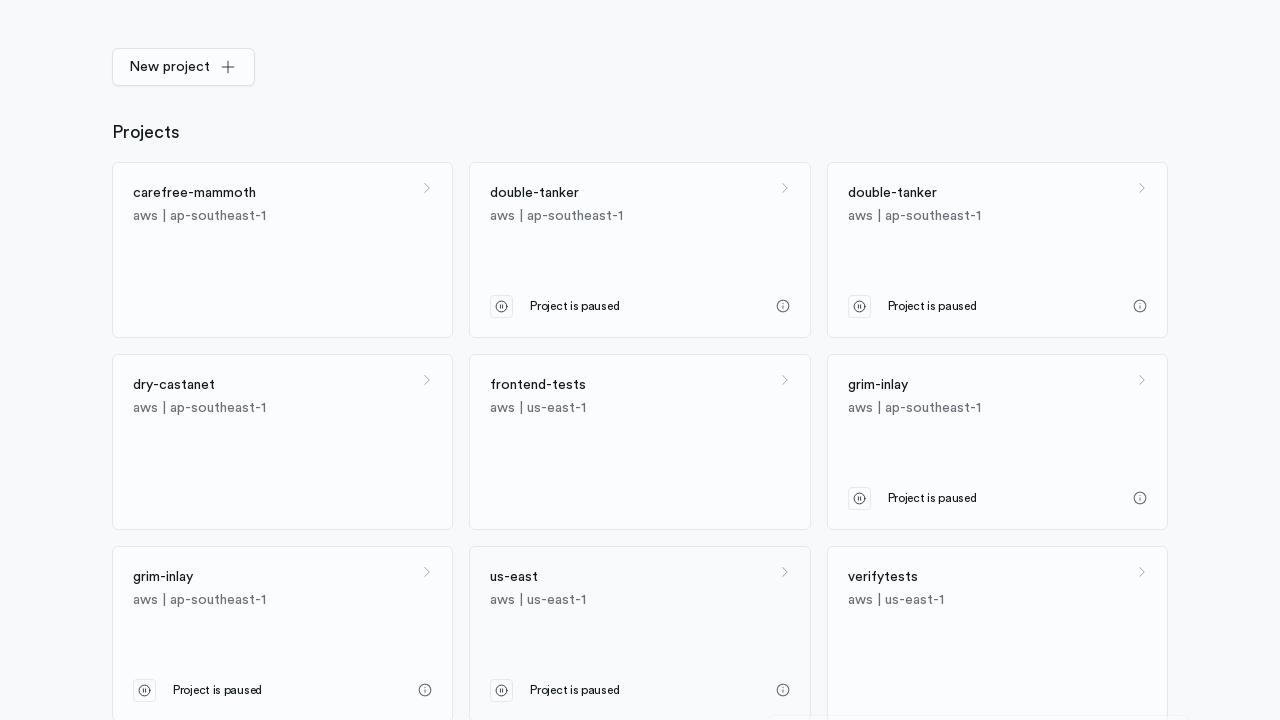 New project
Projects
carefree-mammoth
aws | ap-southeast-1
double-tanker
aws | ap-southeast-1
Project is paused
double-tanker
aws | ap-southeast-1
Project is paused
dry-castanet
aws | ap-southeast-1
frontend-tests
aws | us-east-1
grim-inlay
aws | ap-southeast-1
Project is paused
grim-inlay
aws | ap-southeast-1
Project is paused
us-east
aws | us-east-1
Project is paused
verifytests
aws | us-east-1